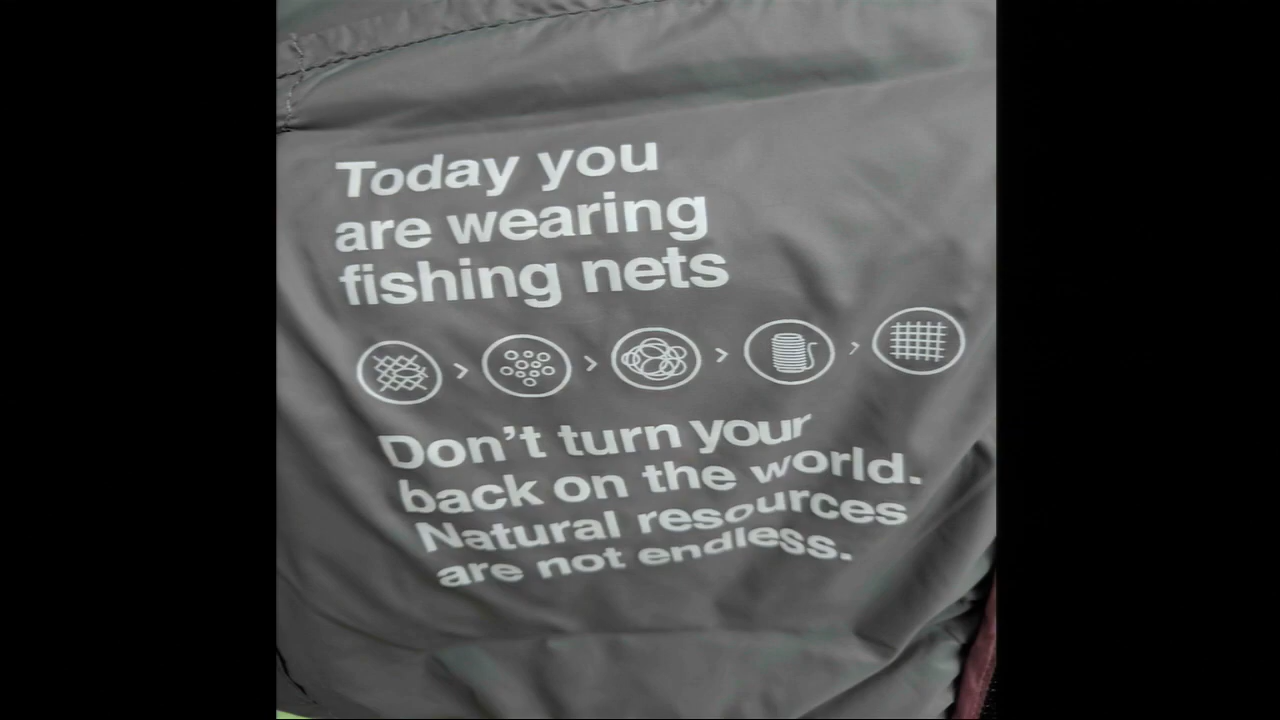 Today you
are wearing
fishing nets
Don't turn your
back on the world.
Natural resources
are not endless.